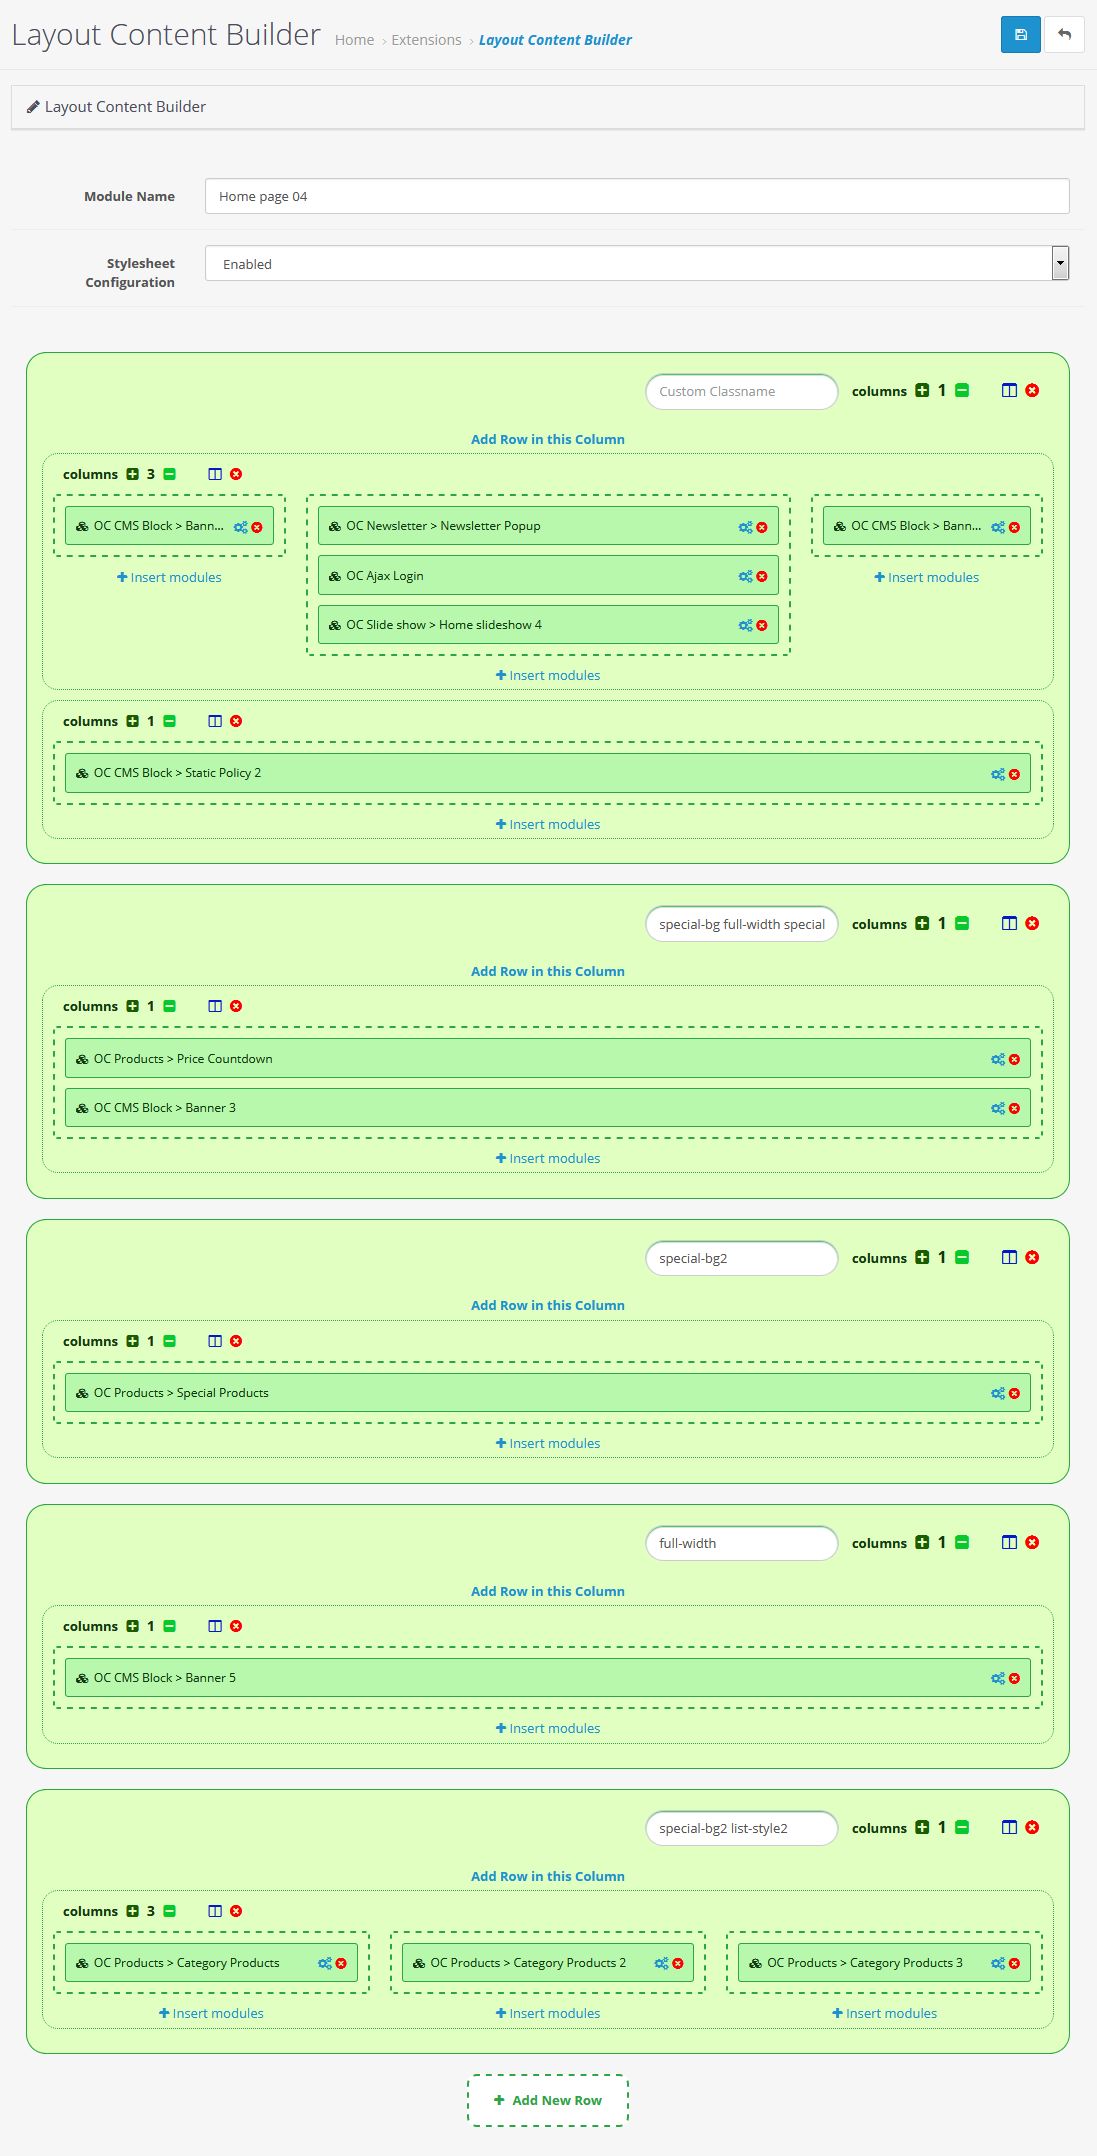 Layout Content Builder Home › Extensions › Layout Content Builder
Layout Content Builder
Module Name Home page 04
Stylesheet Configuration Enabled
Custom Classname columns 1
Add Row in this Column
columns 3
OC CMS Block > Bann... OC Newsletter > Newsletter Popup OC CMS Block > Bann...
Insert modules OC Ajax Login Insert modules
OC Slide show > Home slideshow 4
Insert modules
columns 1
OC CMS Block > Static Policy 2
Insert modules
special-bg full-width special columns 1
Add Row in this Column
columns 1
OC Products > Price Countdown
OC CMS Block > Banner 3
Insert modules
special-bg2 columns 1
Add Row in this Column
columns 1
OC Products > Special Products
Insert modules
full-width columns 1
Add Row in this Column
columns 1
OC CMS Block > Banner 5
Insert modules
special-bg2 list-style2 columns 1
Add Row in this Column
columns 3
OC Products > Category Products OC Products > Category Products 2 OC Products > Category Products 3
Insert modules Insert modules Insert modules
Add New Row